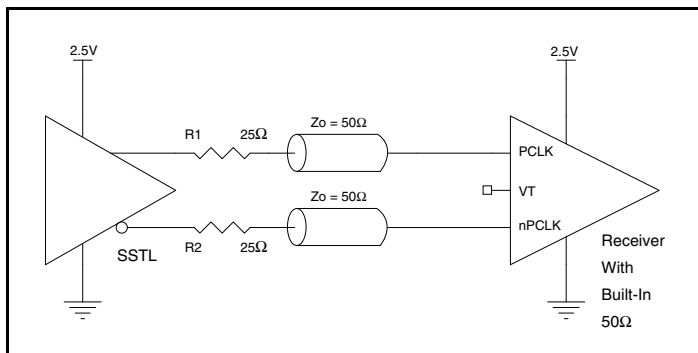 2.5V
2.5V
Zo = 50Ω
R1
25Ω
PCLK
VT
Zo = 50Ω
nPCLK
R2
25Ω
SSTL
Receiver
With
Built-In
50Ω